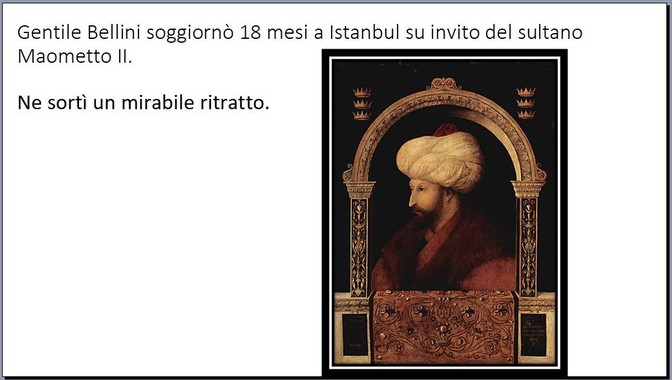 Gentile Bellini soggiornò 18 mesi a Istanbul su invito del sultano
Maometto II.
Ne sortì un mirabile ritratto.